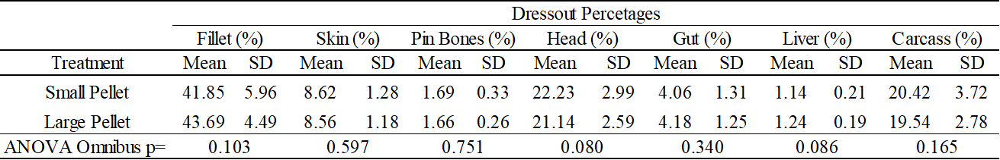 Dressout Percetages
Fillet (%) Skin (%) Pin Bones (%) Head (%) Gut (%) Liver (%) Carcass (%)
Treatment Mean SD Mean SD Mean SD Mean SD Mean SD Mean SD Mean SD
Small Pellet 41.85 5.96 8.62 1.28 1.69 0.33 22.23 2.99 4.06 1.31 1.14 0.21 20.42 3.72
Large Pellet 43.69 4.49 8.56 1.18 1.66 0.26 21.14 2.59 4.18 1.25 1.24 0.19 19.54 2.78
ANOVA Omnibus p= 0.103 0.597 0.751 0.080 0.340 0.086 0.165